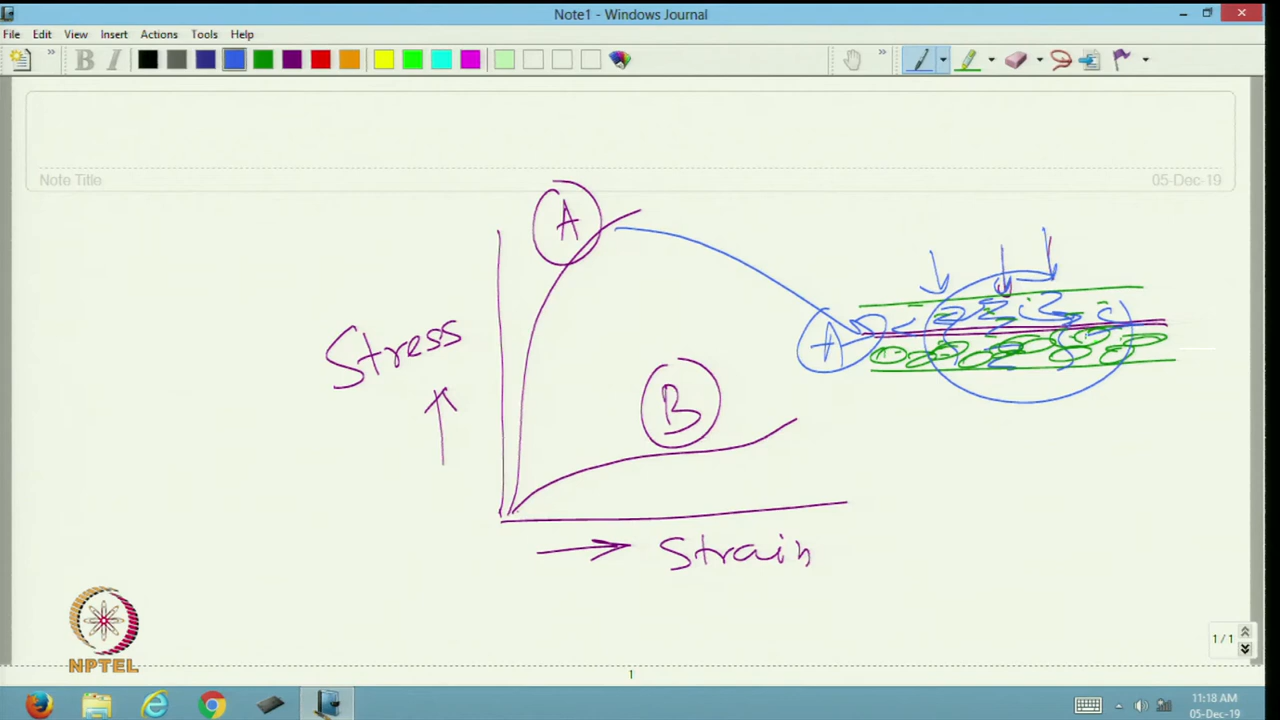 Note1 - Windows Journal
File Edit View Insert Actions Tools Help
B I
Note Title
05-Dec-19
A
Stress
A
B
Strain
NPTEL
1 / 1
1
11:18 AM
05-Dec-19